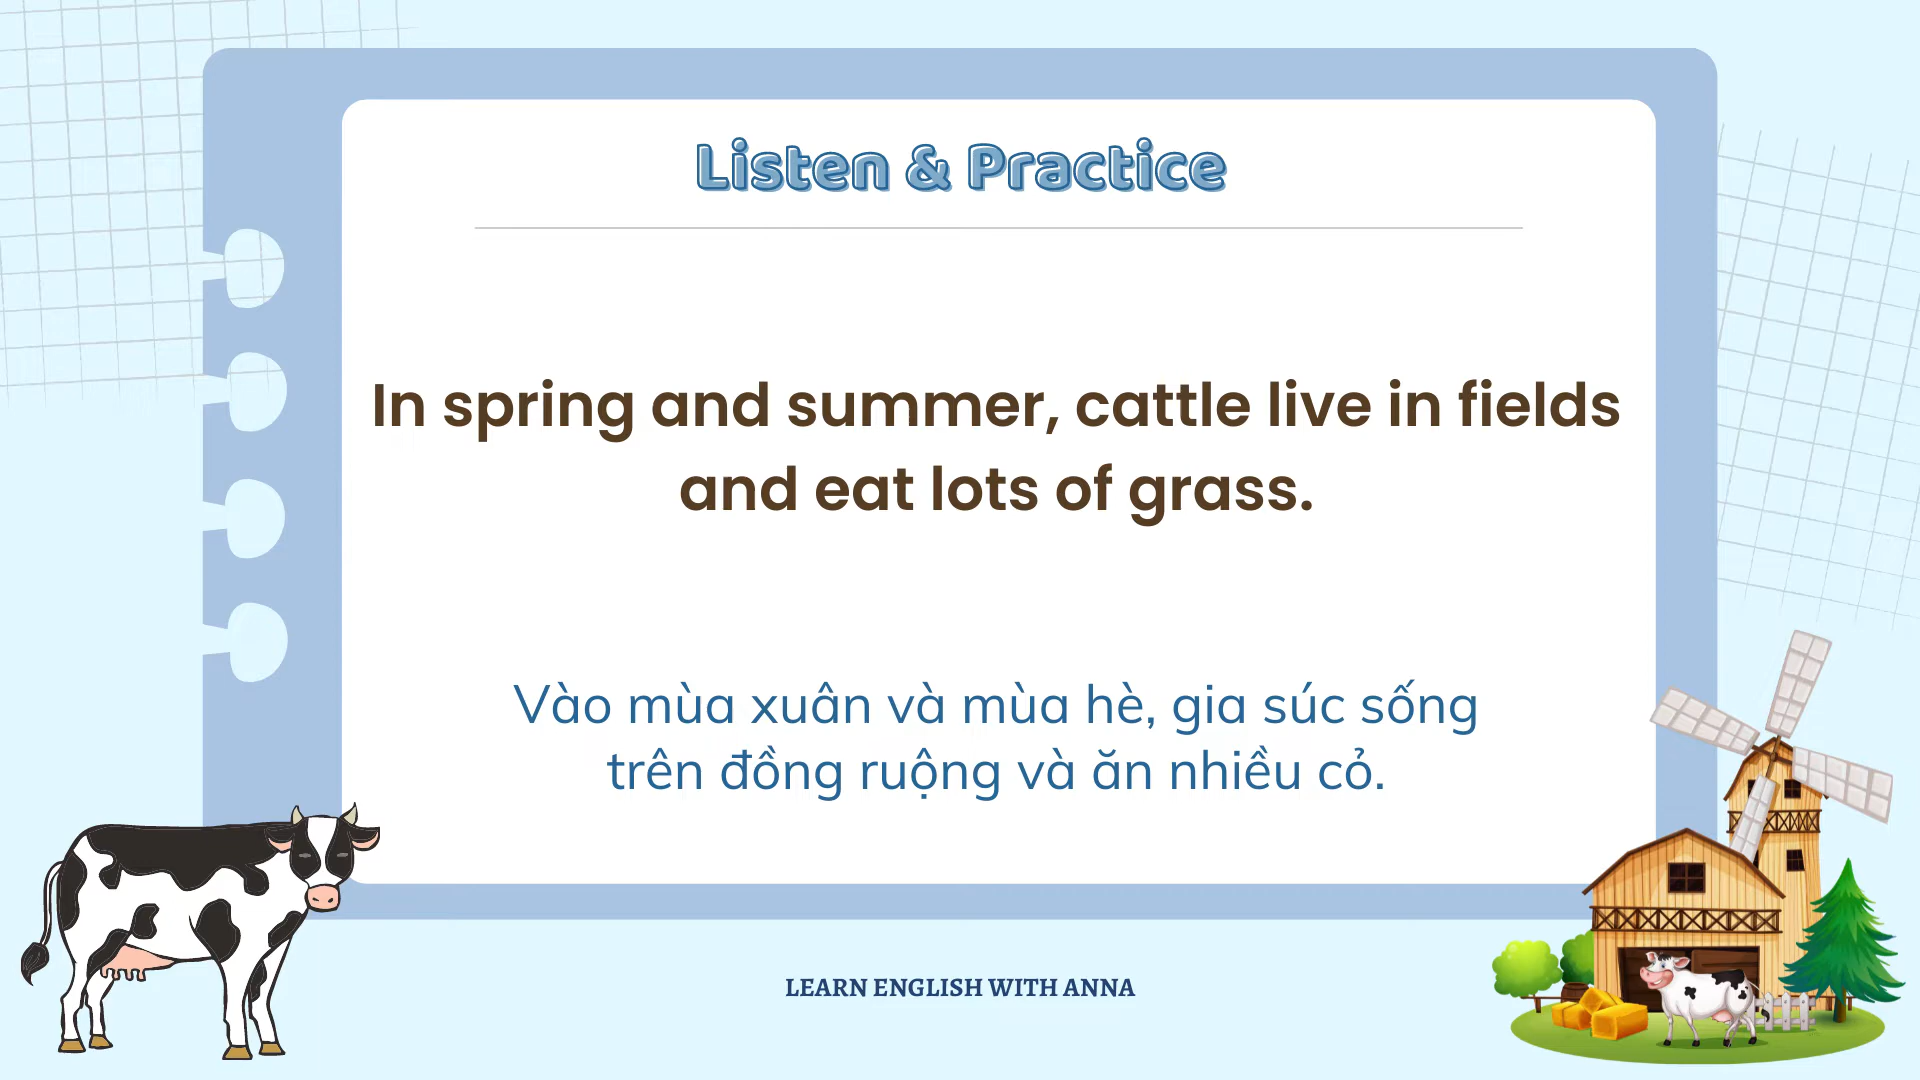 Listen & Practice
In spring and summer, cattle live in fields
and eat lots of grass.
Vào mùa xuân và mùa hè, gia súc sống
trên đồng ruộng và ăn nhiều cỏ.
LEARN ENGLISH WITH ANNA